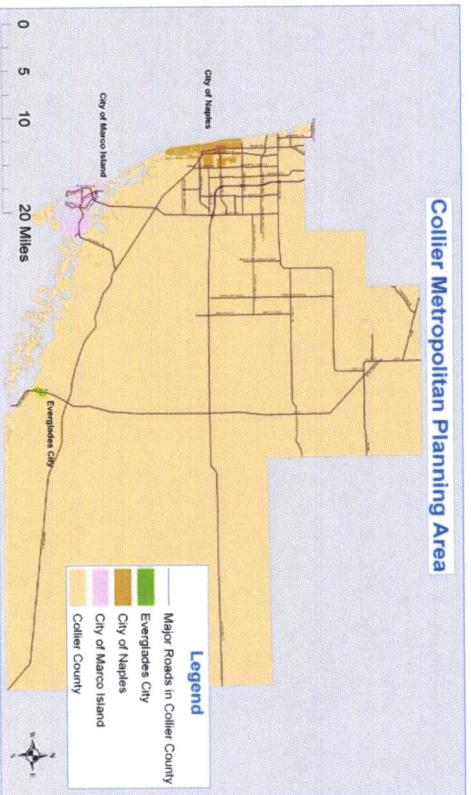 Collier Metropolitan Planning Area
City of Naples
City of Marco Island
Everglades City
Legend
Major Roads in Collier County
Everglades City
City of Naples
City of Marco Island
Collier County
0 5 10 20 Miles